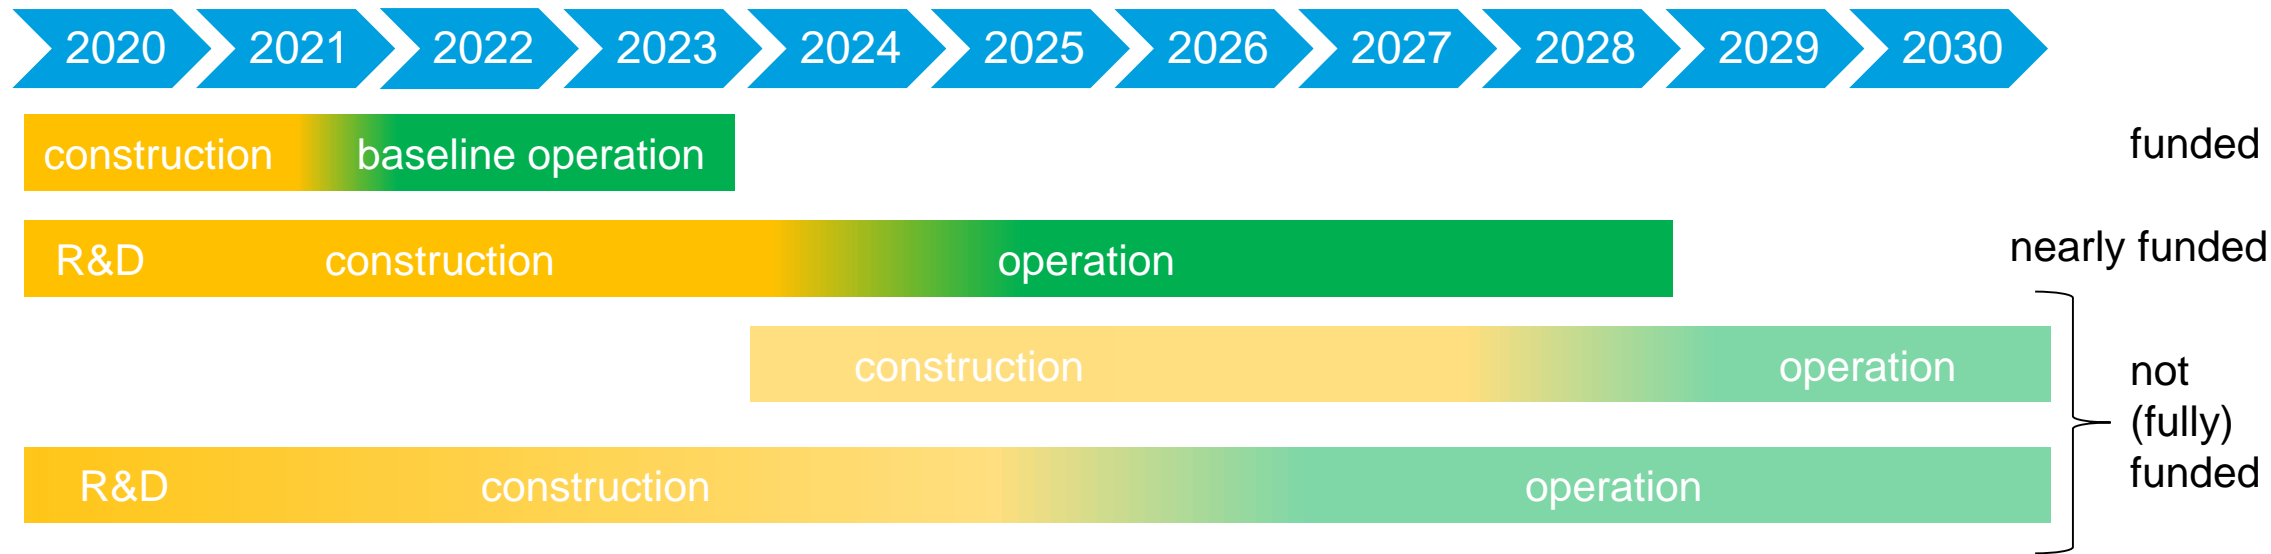 2020 2021 2022 2023 2024 2025 2026 2027 2028 2029 2030
construction baseline operation funded
R&D construction operation nearly funded
construction operation
R&D construction operation
not
(fully)
funded